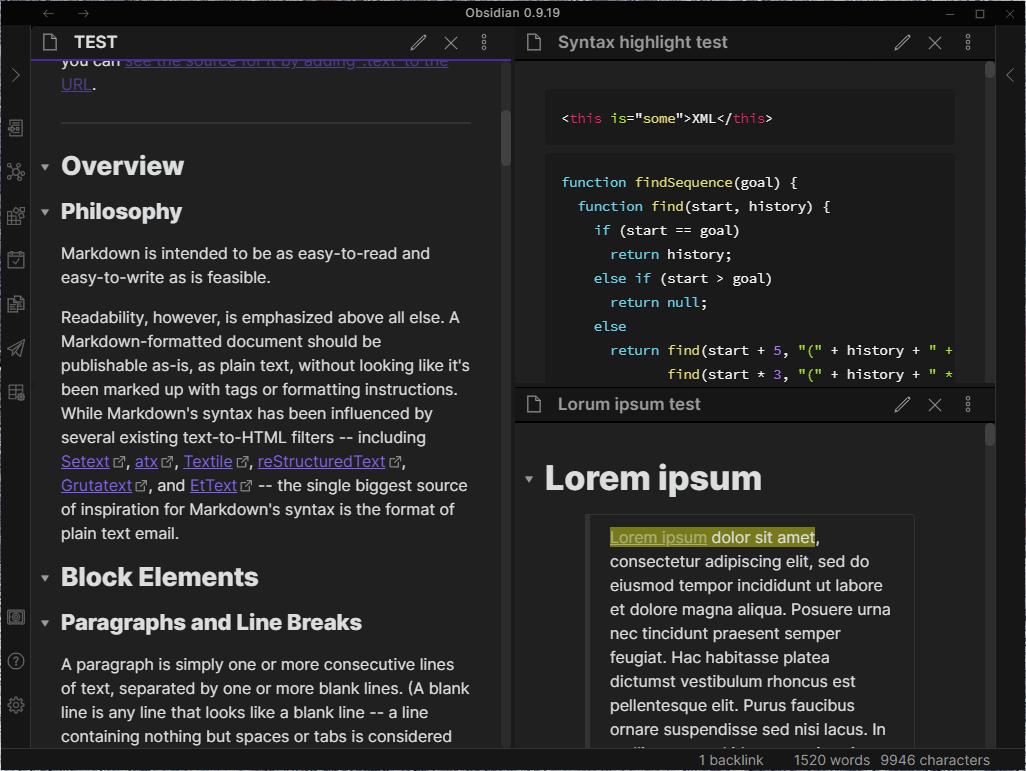 Obsidian 0.9.19
TEST
you can see the source for it by adding '.text' to the
URL.
Overview
Philosophy
Markdown is intended to be as easy-to-read and
easy-to-write as is feasible.
Readability, however, is emphasized above all else. A
Markdown-formatted document should be
publishable as-is, as plain text, without looking like it's
been marked up with tags or formatting instructions.
While Markdown's syntax has been influenced by
several existing text-to-HTML filters -- including
Setext, atx, Textile, reStructuredText,
Grutatext, and EtText -- the single biggest source
of inspiration for Markdown's syntax is the format of
plain text email.
Block Elements
Paragraphs and Line Breaks
A paragraph is simply one or more consecutive lines
of text, separated by one or more blank lines. (A blank
line is any line that looks like a blank line -- a line
containing nothing but spaces or tabs is considered
Syntax highlight test
<this is="some">XML</this>
function findSequence(goal) {
  function find(start, history) {
    if (start == goal)
      return history;
    else if (start > goal)
      return null;
    else
      return find(start + 5, "(" + history + " +
             find(start * 3, "(" + history + " *
Lorum ipsum test
Lorem ipsum
Lorem ipsum dolor sit amet,
consectetur adipiscing elit, sed do
eiusmod tempor incididunt ut labore
et dolore magna aliqua. Posuere urna
nec tincidunt praesent semper
feugiat. Hac habitasse platea
dictumst vestibulum rhoncus est
pellentesque elit. Purus faucibus
ornare suspendisse sed nisi lacus. In
1 backlink 1520 words 9946 characters